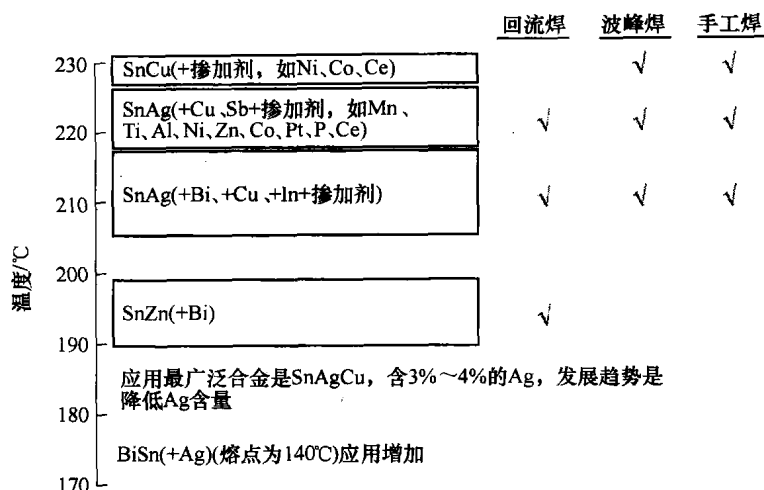 回流焊 波峰焊 手工焊
230 SnCu(+掺加剂，如Ni、Co、Ce) √ √
SnAg(+Cu、Sb+掺加剂，如Mn、
220 Ti、Al、Ni、Zn、Co、Pt、P、Ce) √ √ √
SnAg(+Bi、+Cu、+In+掺加剂) √ √ √
210
温度/℃
200
SnZn(+Bi) √
190
应用最广泛合金是SnAgCu，含3%～4%的Ag，发展趋势是
180 降低Ag含量
BiSn(+Ag)(熔点为140℃)应用增加
170